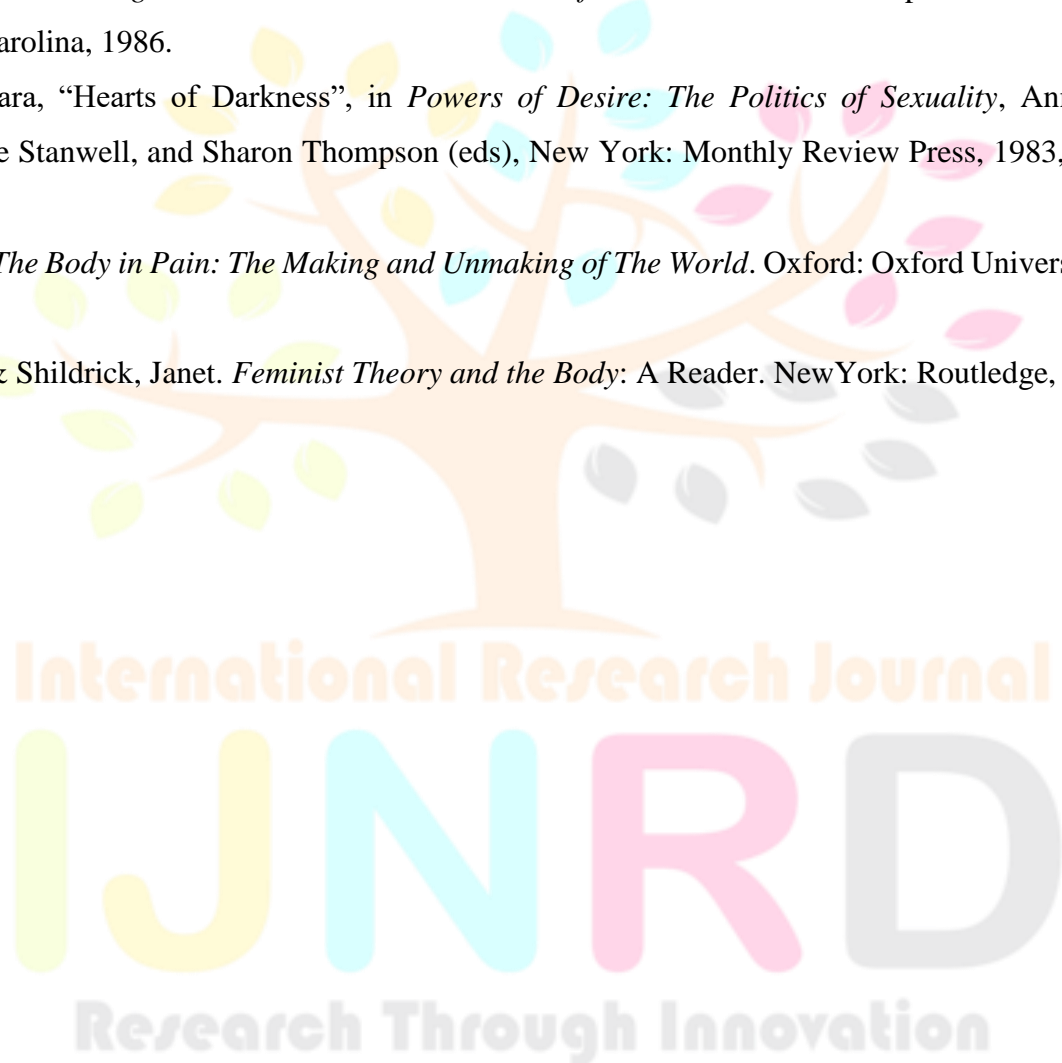 arolina, 1986.
ara, “Hearts of Darkness”, in Powers of Desire: The Politics of Sexuality, An
e Stanwell, and Sharon Thompson (eds), New York: Monthly Review Press, 1983,
The Body in Pain: The Making and Unmaking of The World. Oxford: Oxford Univers
& Shildrick, Janet. Feminist Theory and the Body: A Reader. NewYork: Routledge,
International Research Journal
IJNRD
Research Through Innovation